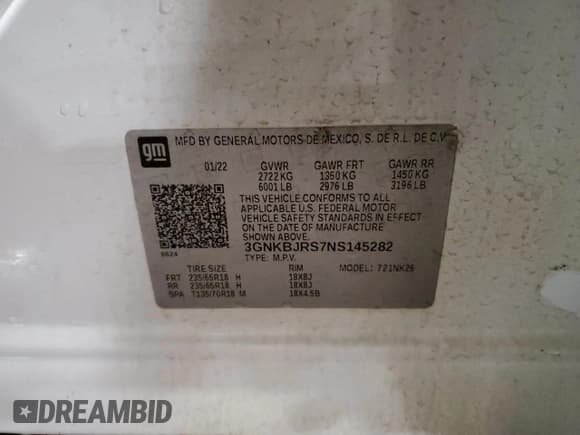 gm
MFD BY GENERAL MOTORS DE MEXICO, S. DE R.L. DE C.V
01/22 GVWR GAWR FRT GAWR RR
2722 KG 1350 KG 1450 KG
6001 LB 2976 LB 3196 LB
THIS VEHICLE CONFORMS TO ALL
APPLICABLE U.S. FEDERAL MOTOR
VEHICLE SAFETY STANDARDS IN EFFECT
ON THE DATE OF MANUFACTURE
SHOWN ABOVE.
3GNKBJRS7NS145282
8624 TYPE: M.P.V.
TIRE SIZE RIM MODEL: 721NK26
FRT 235/65R18 H 18X8J
RR 235/65R18 H 18X8J
SPA T135/70R18 M 18X4.5B
DREAMBID